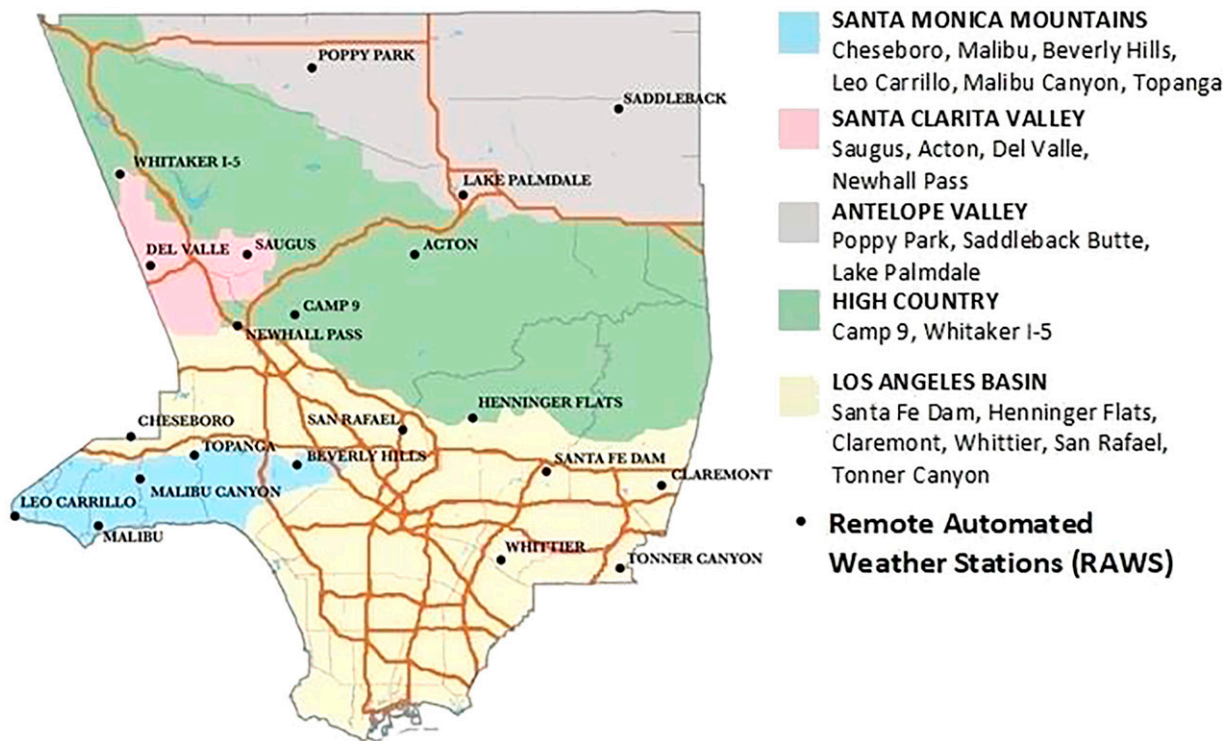 POPPY PARK
SADDLEBACK
WHITAKER I-5
LAKE PALMDALE
DEL VALLE
SAUGUS
ACTON
CAMP 9
NEWHALL PASS
HENNINGER FLATS
CHESEBORO
SAN RAFAEL
TOPANGA
BEVERLY HILLS
SANTA FE DAM
CLAREMONT
MALIBU CANYON
LEO CARRILLO
MALIBU
WHITTIER
TONNER CANYON
SANTA MONICA MOUNTAINS
Cheseboro, Malibu, Beverly Hills,
Leo Carrillo, Malibu Canyon, Topanga
SANTA CLARITA VALLEY
Saugus, Acton, Del Valle,
Newhall Pass
ANTELOPE VALLEY
Poppy Park, Saddleback Butte,
Lake Palmdale
HIGH COUNTRY
Camp 9, Whitaker I-5
LOS ANGELES BASIN
Santa Fe Dam, Henninger Flats,
Claremont, Whittier, San Rafael,
Tonner Canyon
Remote Automated
Weather Stations (RAWS)